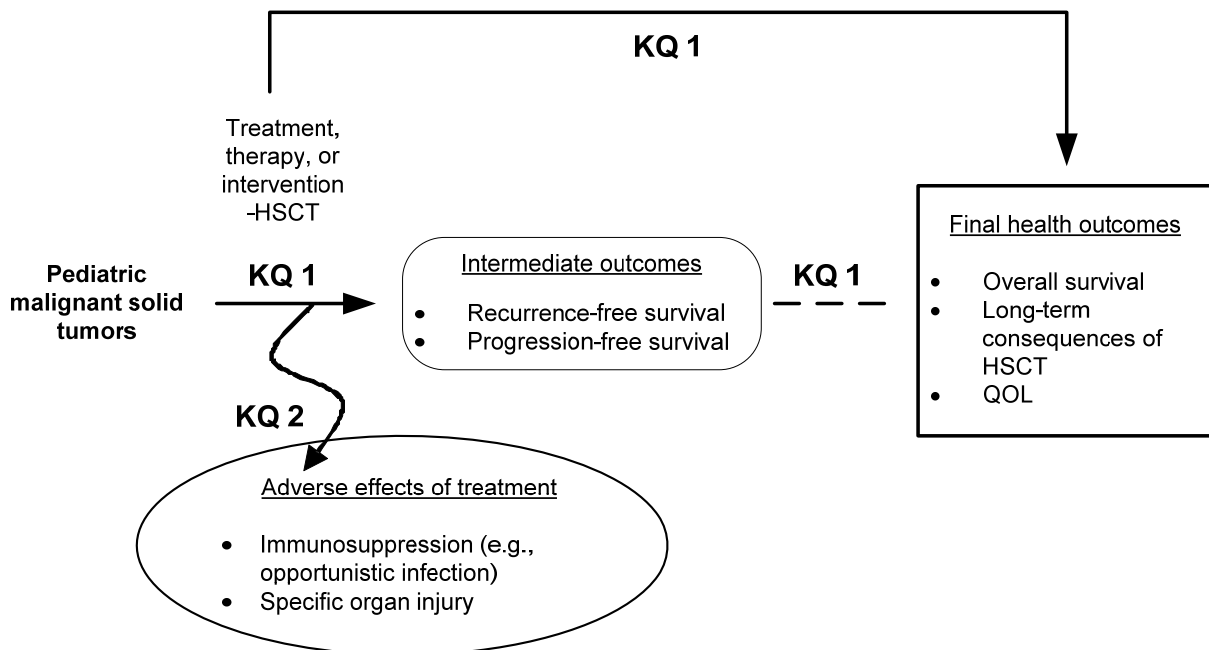 KQ 1
Treatment,
therapy, or
intervention
-HSCT
Pediatric
malignant solid
tumors
KQ 1
Intermediate outcomes
• Recurrence-free survival
• Progression-free survival
KQ 1
Final health outcomes
• Overall survival
• Long-term
consequences of
HSCT
• QOL
KQ 2
Adverse effects of treatment
• Immunosuppression (e.g.,
opportunistic infection)
• Specific organ injury